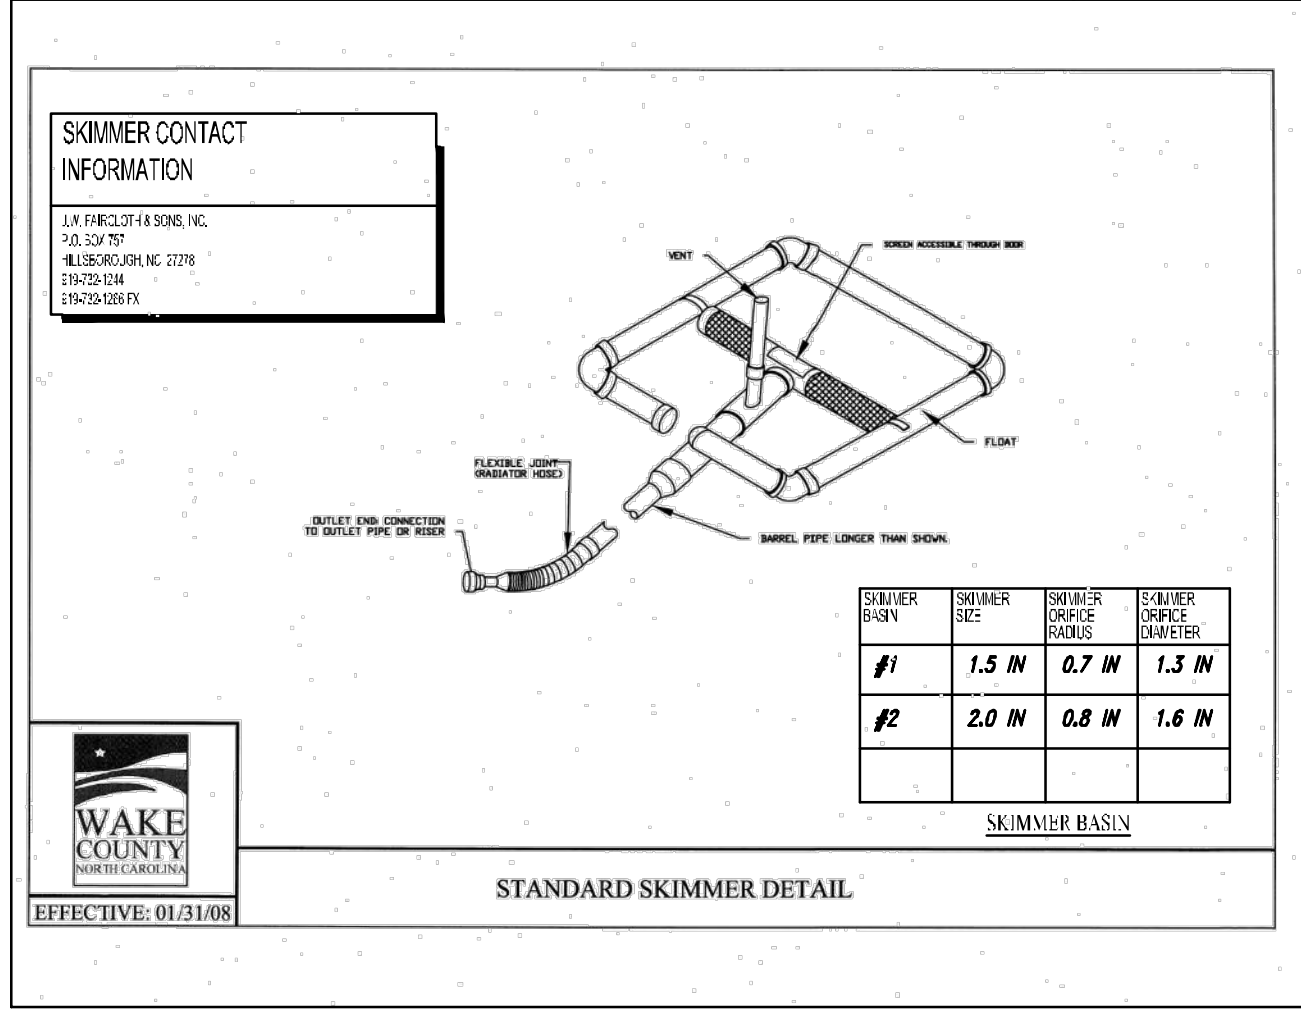 SKIMMER CONTACT
INFORMATION
J.W. FAIRCLOTH & SONS, INC.
P.O. BOX 757
HILLSBOROUGH, NC 27278
919-732-1244
919-732-1266 FX
VENT
SCREEN ACCESSIBLE THROUGH DOOR
FLOAT
FLEXIBLE JOINT
(RADIATOR HOSE)
OUTLET END: CONNECTION
TO OUTLET PIPE OR RISER
BARREL PIPE LONGER THAN SHOWN.
SKIMMER BASIN SKIMMER SIZE SKIMMER ORIFICE RADIUS SKIMMER ORIFICE DIAMETER
#1 1.5 IN 0.7 IN 1.3 IN
#2 2.0 IN 0.8 IN 1.6 IN
SKIMMER BASIN
WAKE
COUNTY
NORTH CAROLINA
EFFECTIVE: 01/31/08
STANDARD SKIMMER DETAIL